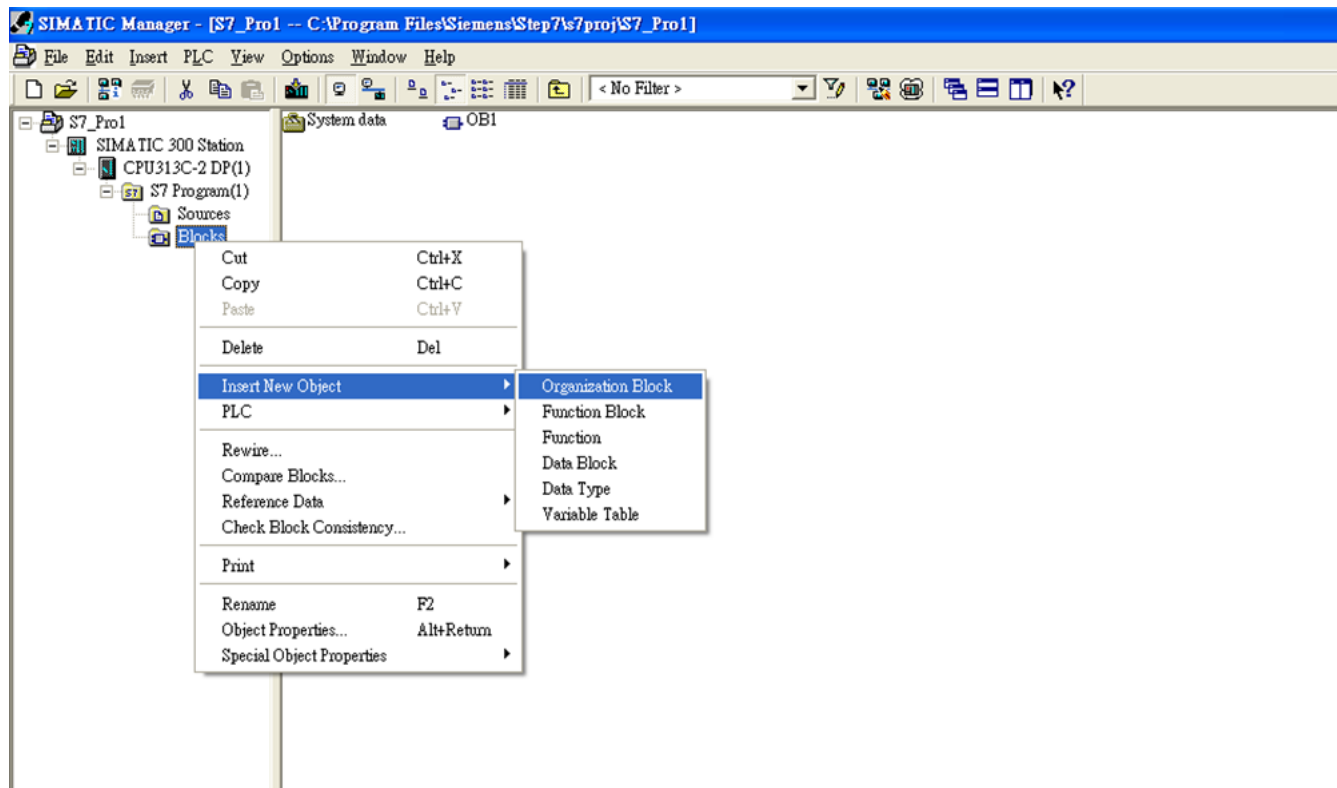 SIMATIC Manager - [S7_Pro1 -- C:\Program Files\Siemens\Step7\s7proj\S7_Pro1]
File Edit Insert PLC View Options Window Help
< No Filter >
S7_Pro1
SIMATIC 300 Station
CPU313C-2 DP(1)
S7 Program(1)
Sources
Blocks
System data OB1
Cut Ctrl+X
Copy Ctrl+C
Paste Ctrl+V
Delete Del
Insert New Object
PLC
Rewire...
Compare Blocks...
Reference Data
Check Block Consistency...
Print
Rename F2
Object Properties... Alt+Return
Special Object Properties
Organization Block
Function Block
Function
Data Block
Data Type
Variable Table